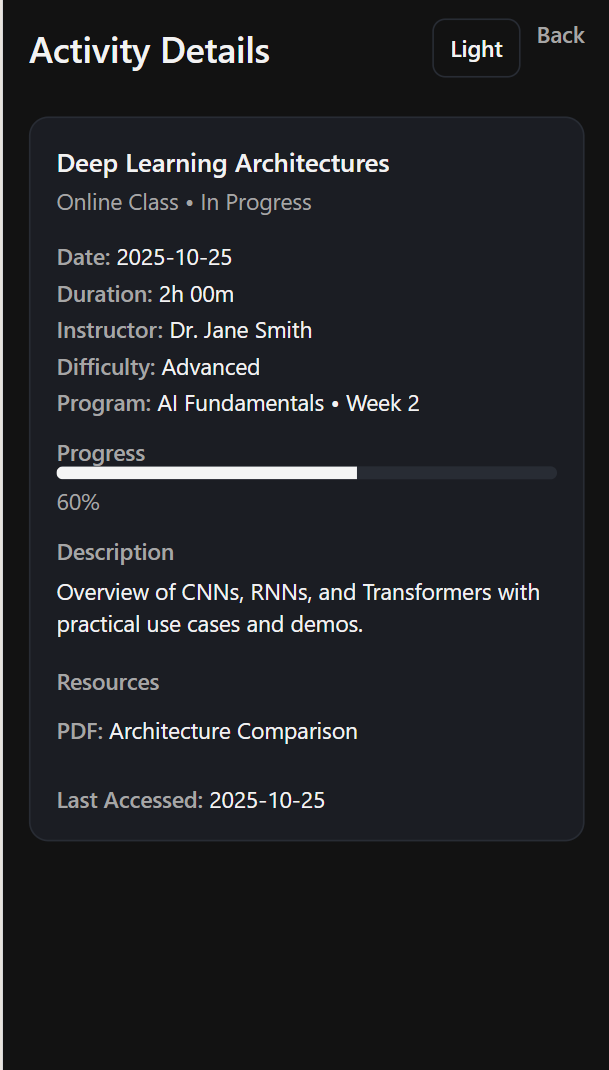 Activity Details
Light
Back
Deep Learning Architectures
Online Class • In Progress
Date: 2025-10-25
Duration: 2h 00m
Instructor: Dr. Jane Smith
Difficulty: Advanced
Program: AI Fundamentals • Week 2
Progress
60%
Description
Overview of CNNs, RNNs, and Transformers with
practical use cases and demos.
Resources
PDF: Architecture Comparison
Last Accessed: 2025-10-25